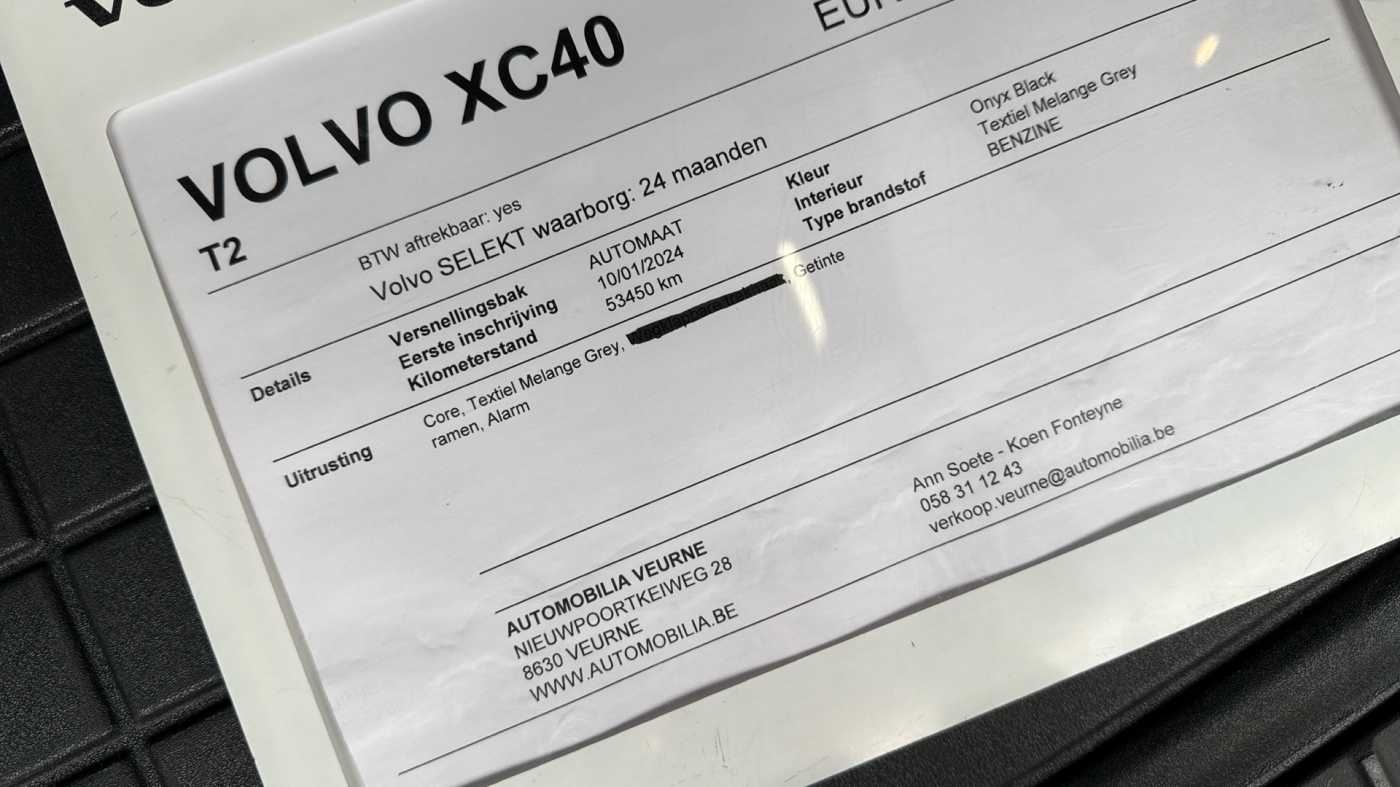 VOLVO XC40
EUR
T2
BTW aftrekbaar: yes
Volvo SELEKT waarborg: 24 maanden
Details
Versnellingsbak AUTOMAAT
Eerste inschrijving 10/01/2024
Kilometerstand 53450 km
Kleur Onyx Black
Interieur Textiel Melange Grey
Type brandstof BENZINE
Uitrusting
Core, Textiel Melange Grey, , Getinte
ramen, Alarm
AUTOMOBILIA VEURNE
NIEUWPOORTKEIWEG 28
8630 VEURNE
WWW.AUTOMOBILIA.BE
Ann Soete - Koen Fonteyne
058 31 12 43
verkoop.veurne@automobilia.be